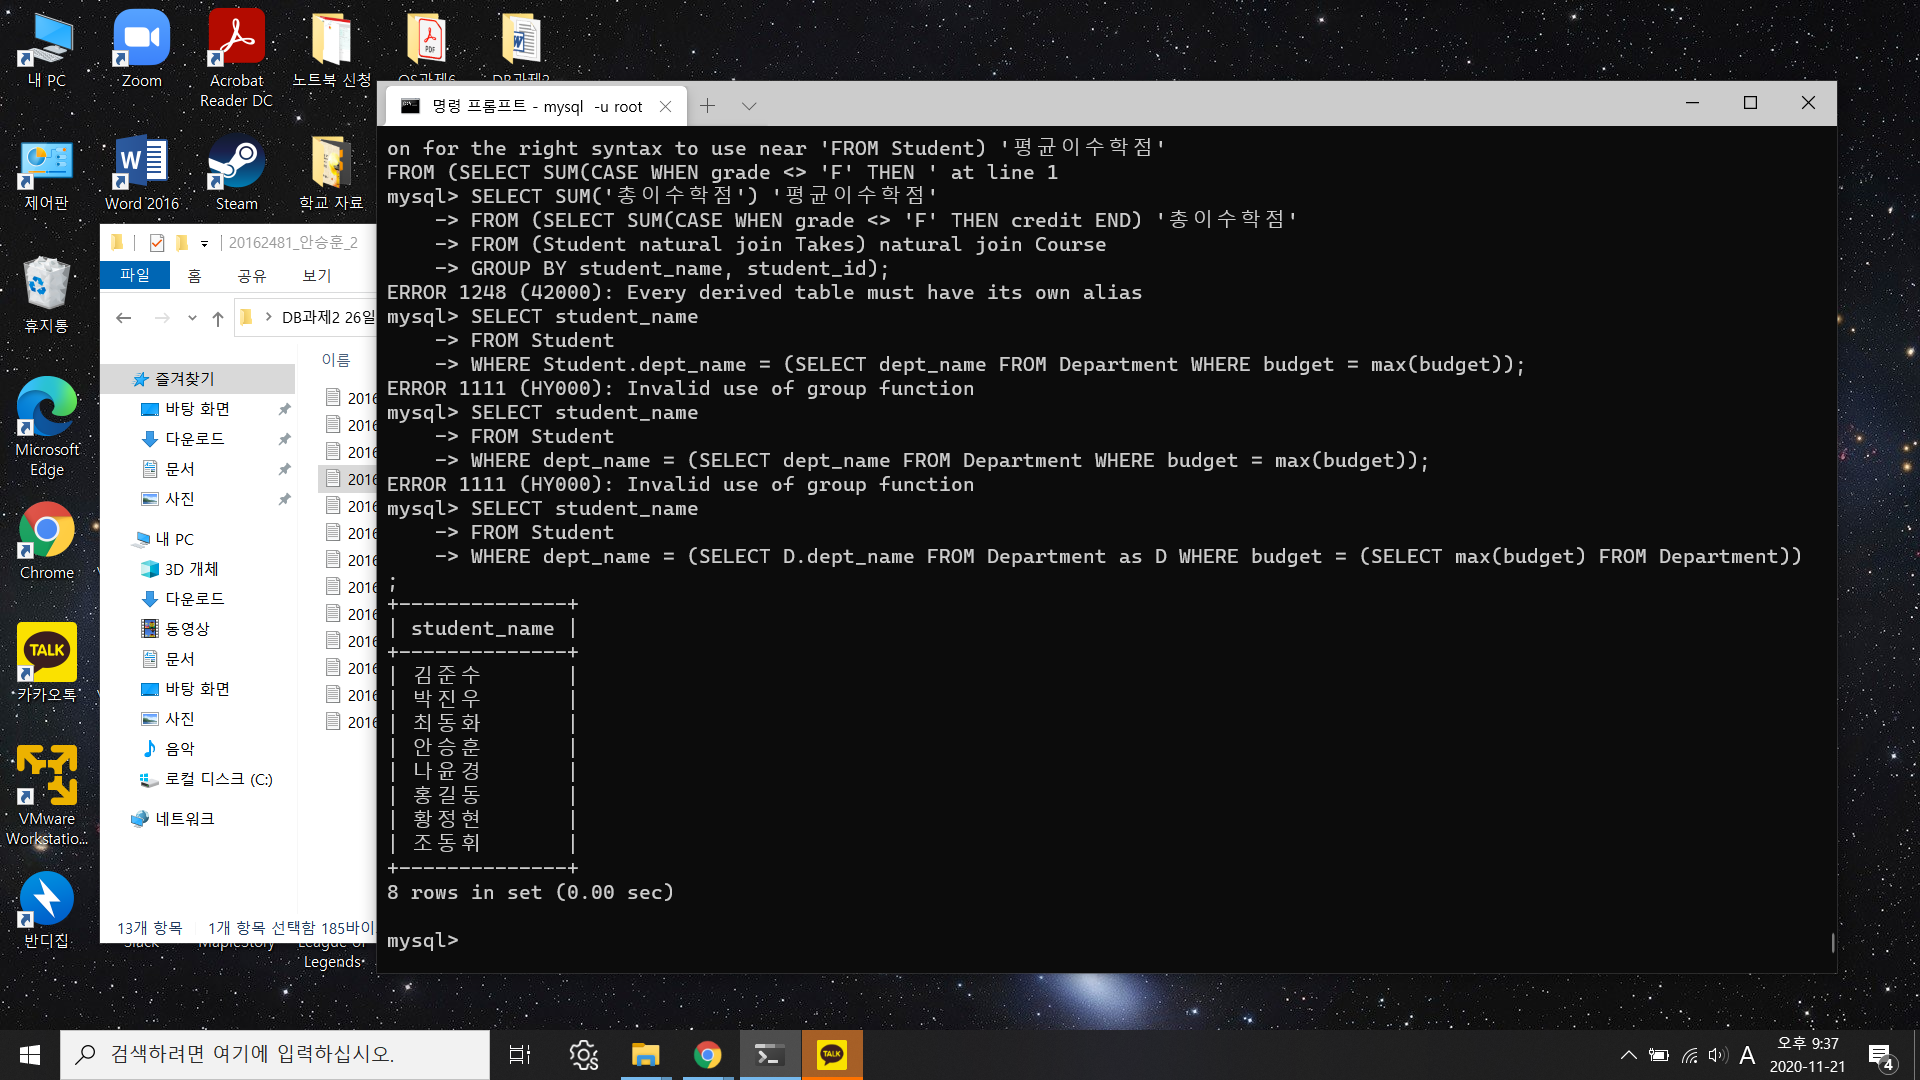 내 PC
Zoom
Acrobat
Reader DC
노트북 신청
제어판
Word 2016
Steam
학교 자료
휴지통
Microsoft
Edge
Chrome
카카오톡
VMware
Workstatio...
반디집
Legends
20162481_안승훈_2
파일 홈 공유 보기
DB과제2 26일
이름
즐겨찾기
바탕 화면
다운로드
문서
사진
내 PC
3D 개체
다운로드
동영상
문서
바탕 화면
사진
음악
로컬 디스크 (C:)
네트워크
2016
2016
2016
2016
2016
2016
2016
2016
2016
2016
2016
2016
2016
13개 항목 1개 항목 선택함 185바이
명령 프롬프트 - mysql -u root
on for the right syntax to use near 'FROM Student) '평균이수학점'
FROM (SELECT SUM(CASE WHEN grade <> 'F' THEN ' at line 1
mysql> SELECT SUM('총이수학점') '평균이수학점'
    -> FROM (SELECT SUM(CASE WHEN grade <> 'F' THEN credit END) '총이수학점'
    -> FROM (Student natural join Takes) natural join Course
    -> GROUP BY student_name, student_id);
ERROR 1248 (42000): Every derived table must have its own alias
mysql> SELECT student_name
    -> FROM Student
    -> WHERE Student.dept_name = (SELECT dept_name FROM Department WHERE budget = max(budget));
ERROR 1111 (HY000): Invalid use of group function
mysql> SELECT student_name
    -> FROM Student
    -> WHERE dept_name = (SELECT dept_name FROM Department WHERE budget = max(budget));
ERROR 1111 (HY000): Invalid use of group function
mysql> SELECT student_name
    -> FROM Student
    -> WHERE dept_name = (SELECT D.dept_name FROM Department as D WHERE budget = (SELECT max(budget) FROM Department))
;
+--------------+
| student_name |
+--------------+
| 김준수 |
| 박진우 |
| 최동화 |
| 안승훈 |
| 나윤경 |
| 홍길동 |
| 황정현 |
| 조동휘 |
+--------------+
8 rows in set (0.00 sec)
mysql>
검색하려면 여기에 입력하십시오.
TALK
TALK
A
오후 9:37
2020-11-21
4